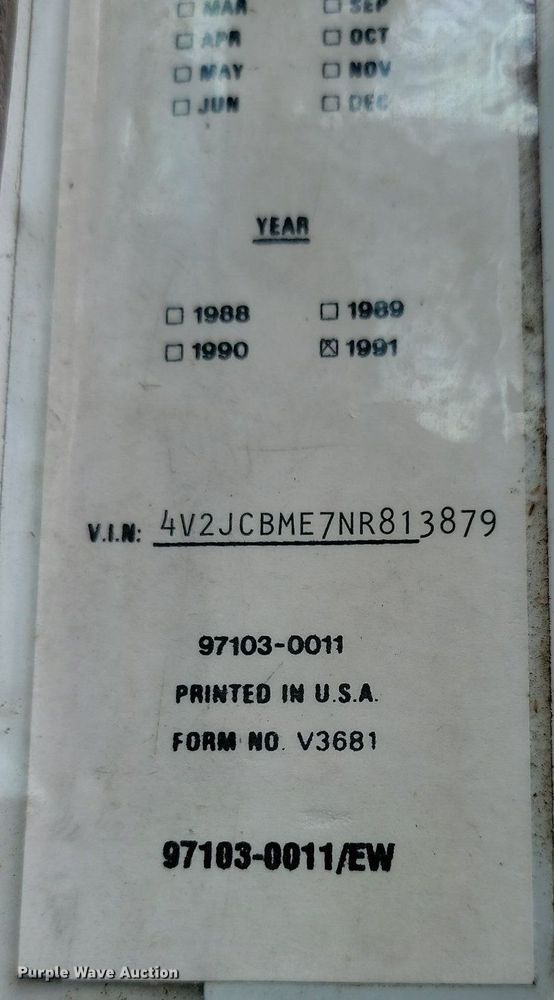 ☐ MAR ☐ SEP
☐ APR ☐ OCT
☐ MAY ☐ NOV
☐ JUN ☐ DEC
YEAR
☐ 1988 ☐ 1989
☐ 1990 ☒ 1991
V.I.N: 4V2JCBME7NR813879
97103-0011
PRINTED IN U.S.A.
FORM NO. V3681
97103-0011/EW
Purple Wave Auction